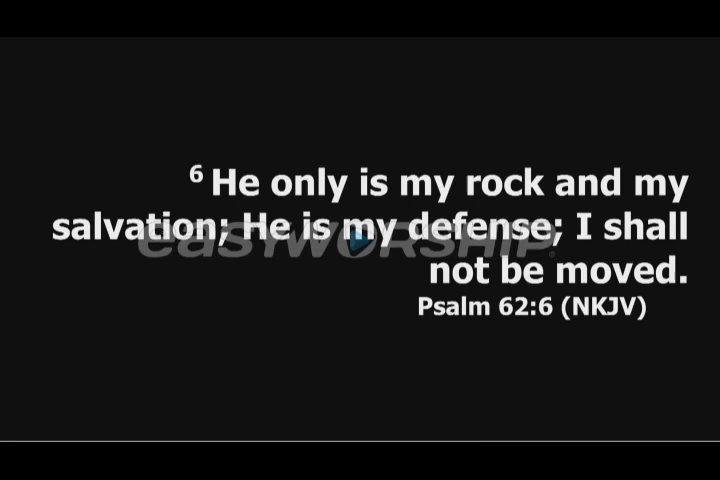 6 He only is my rock and my
salvation; He is my defense; I shall
not be moved.
Psalm 62:6 (NKJV)
EASYWORSHIP